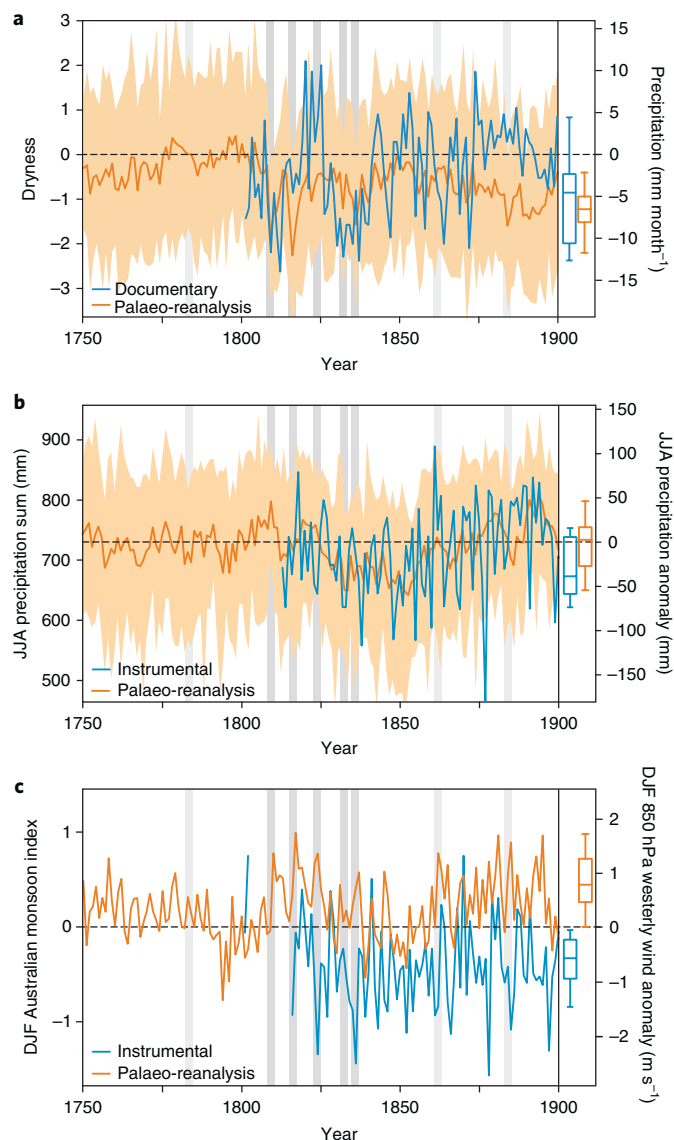 a
3
2
1
0
−1
−2
−3
Dryness
15
10
5
0
−5
−10
−15
Precipitation (mm month−1)
Documentary
Palaeo-reanalysis
1750 1800 1850 1900
Year
b
900
800
700
600
500
JJA precipitation sum (mm)
150
100
50
0
−50
−100
−150
JJA precipitation anomaly (mm)
Instrumental
Palaeo-reanalysis
1750 1800 1850 1900
Year
c
1
0
−1
DJF Australian monsoon index
2
1
0
−1
−2
DJF 850 hPa westerly wind anomaly (m s−1)
Instrumental
Palaeo-reanalysis
1750 1800 1850 1900
Year